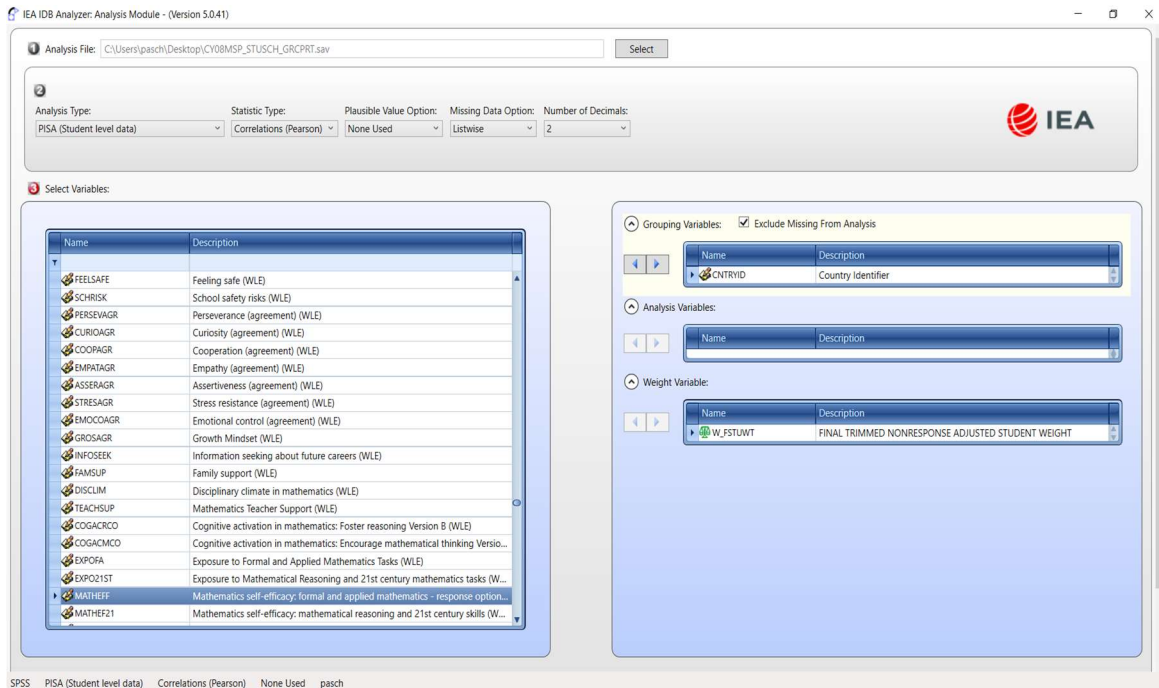 IEA IDB Analyzer: Analysis Module - (Version 5.0.41)
1 Analysis File: C:\Users\pasch\Desktop\CY08MSP_STUSCH_GRCPRT.sav Select
2
Analysis Type: Statistic Type: Plausible Value Option: Missing Data Option: Number of Decimals:
PISA (Student level data) Correlations (Pearson) None Used Listwise 2
IEA
3 Select Variables:
Name Description
FEELSAFE Feeling safe (WLE)
SCHRISK School safety risks (WLE)
PERSEVAGR Perseverance (agreement) (WLE)
CURIOAGR Curiosity (agreement) (WLE)
COOPAGR Cooperation (agreement) (WLE)
EMPATAGR Empathy (agreement) (WLE)
ASSERAGR Assertiveness (agreement) (WLE)
STRESAGR Stress resistance (agreement) (WLE)
EMOCOAGR Emotional control (agreement) (WLE)
GROSAGR Growth Mindset (WLE)
INFOSEEK Information seeking about future careers (WLE)
FAMSUP Family support (WLE)
DISCLIM Disciplinary climate in mathematics (WLE)
TEACHSUP Mathematics Teacher Support (WLE)
COGACRCO Cognitive activation in mathematics: Foster reasoning Version B (WLE)
COGACMCO Cognitive activation in mathematics: Encourage mathematical thinking Versio...
EXPOFA Exposure to Formal and Applied Mathematics Tasks (WLE)
EXPO21ST Exposure to Mathematical Reasoning and 21st century mathematics tasks (W...
MATHEFF Mathematics self-efficacy: formal and applied mathematics - response option...
MATHEF21 Mathematics self-efficacy: mathematical reasoning and 21st century skills (W...
Grouping Variables: Exclude Missing From Analysis
Name Description
CNTRYID Country Identifier
Analysis Variables:
Name Description
Weight Variable:
Name Description
W_FSTUWT FINAL TRIMMED NONRESPONSE ADJUSTED STUDENT WEIGHT
SPSS PISA (Student level data) Correlations (Pearson) None Used pasch